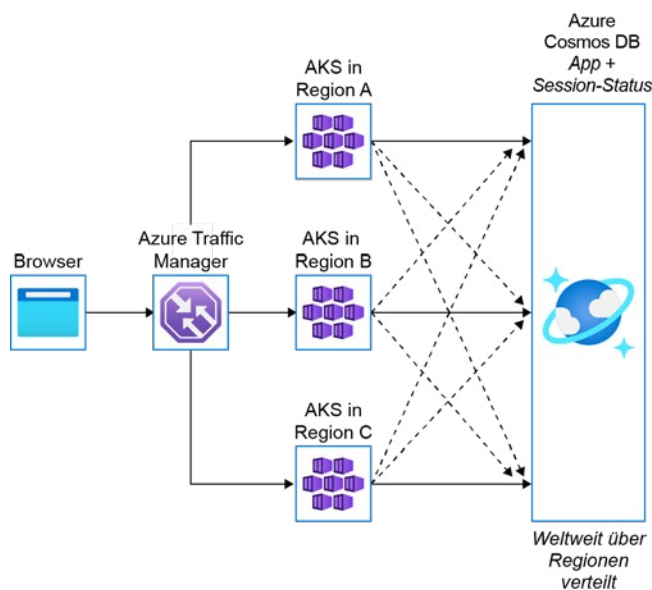 Azure
Cosmos DB
App +
Session-Status
AKS in
Region A
Azure Traffic
Manager
Browser
AKS in
Region B
AKS in
Region C
Weltweit über
Regionen
verteilt